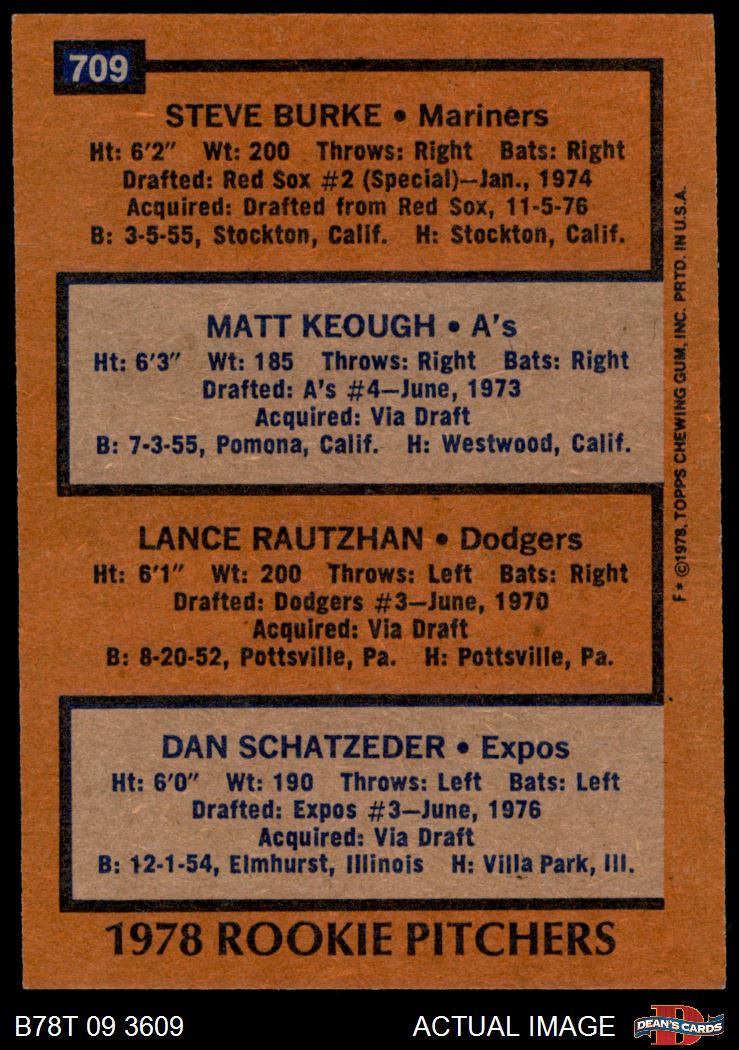 709
STEVE BURKE • Mariners
Ht: 6'2" Wt: 200 Throws: Right Bats: Right
Drafted: Red Sox #2 (Special)—Jan., 1974
Acquired: Drafted from Red Sox, 11-5-76
B: 3-5-55, Stockton, Calif. H: Stockton, Calif.
MATT KEOUGH • A's
Ht: 6'3" Wt: 185 Throws: Right Bats: Right
Drafted: A's #4—June, 1973
Acquired: Via Draft
B: 7-3-55, Pomona, Calif. H: Westwood, Calif.
LANCE RAUTZHAN • Dodgers
Ht: 6'1" Wt: 200 Throws: Left Bats: Right
Drafted: Dodgers #3—June, 1970
Acquired: Via Draft
B: 8-20-52, Pottsville, Pa. H: Pottsville, Pa.
DAN SCHATZEDER • Expos
Ht: 6'0" Wt: 190 Throws: Left Bats: Left
Drafted: Expos #3—June, 1976
Acquired: Via Draft
B: 12-1-54, Elmhurst, Illinois H: Villa Park, Ill.
1978 ROOKIE PITCHERS
F* ©1978, TOPPS CHEWING GUM, INC. PRTD. IN U.S.A.
B78T 09 3609 ACTUAL IMAGE
D
DEAN'S CARDS